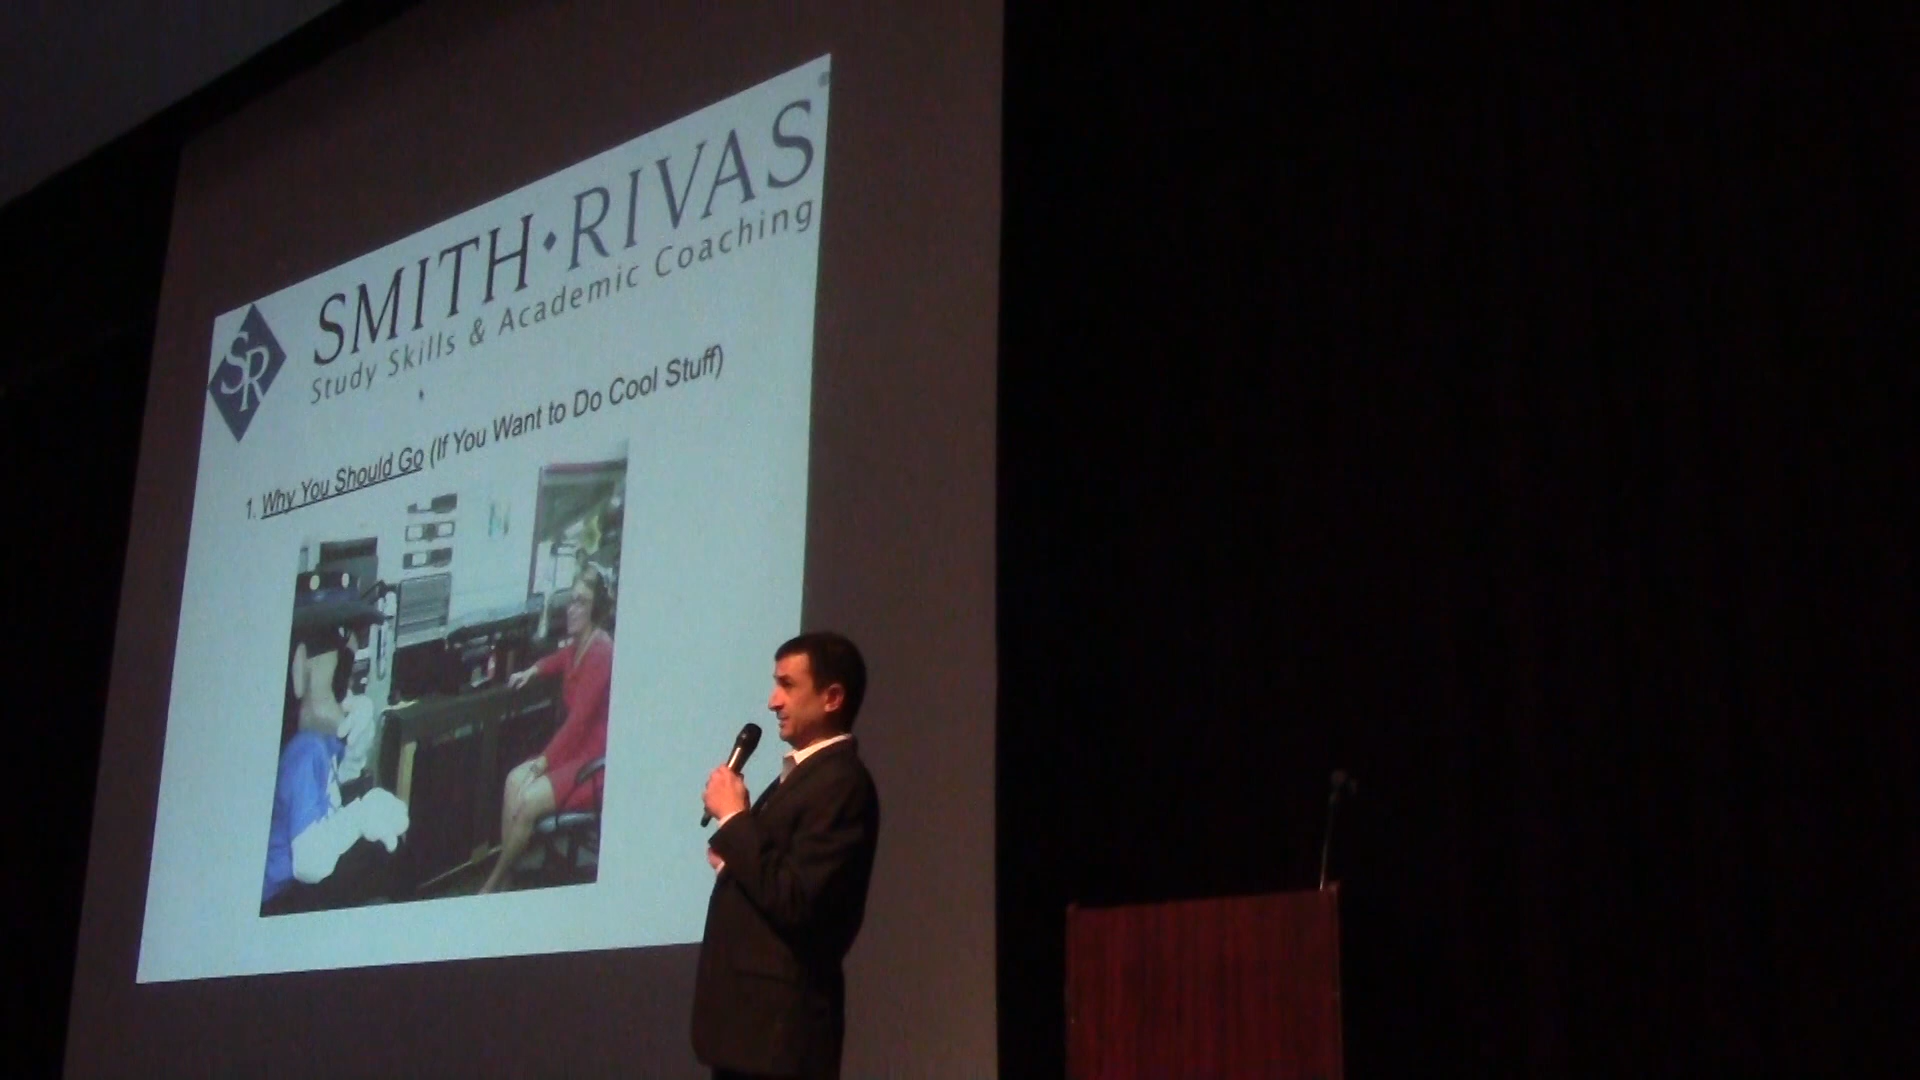 SR
SMITH·RIVAS®
Study Skills & Academic Coaching
1. Why You Should Go (If You Want to Do Cool Stuff)